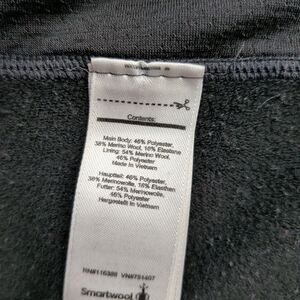 Contents:
Main Body: 46% Polyester,
38% Merino Wool, 16% Elastane
Lining: 54% Merino Wool,
46% Polyester
Made In Vietnam
Hauptteil: 46% Polyester,
38% Merinowolle, 16% Elasthan
Futter: 54% Merinowolle,
46% Polyester
Hergestellt in Vietnam
RN#116388 VN#751407
Smartwool